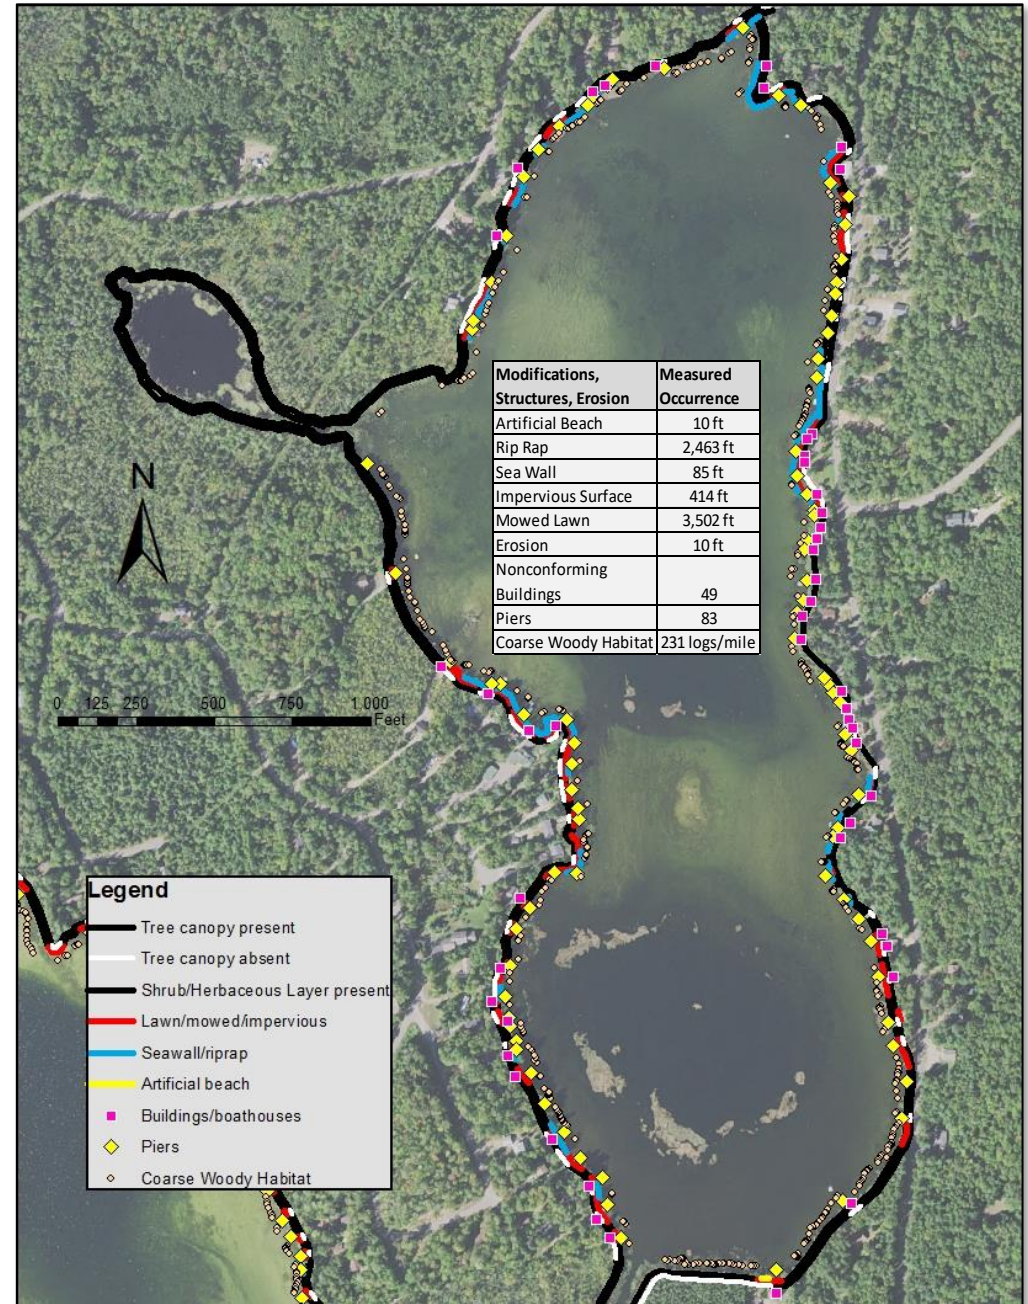 Modifications, Measured
Structures, Erosion Occurrence
Artificial Beach 10 ft
Rip Rap 2,463 ft
Sea Wall 85 ft
Impervious Surface 414 ft
Mowed Lawn 3,502 ft
Erosion 10 ft
Nonconforming
Buildings 49
Piers 83
Coarse Woody Habitat 231 logs/mile
N
0 125 250 500 750 1,000
Feet
Legend
Tree canopy present
Tree canopy absent
Shrub/Herbaceous Layer present
Lawn/mowed/impervious
Seawall/riprap
Artificial beach
Buildings/boathouses
Piers
Coarse Woody Habitat